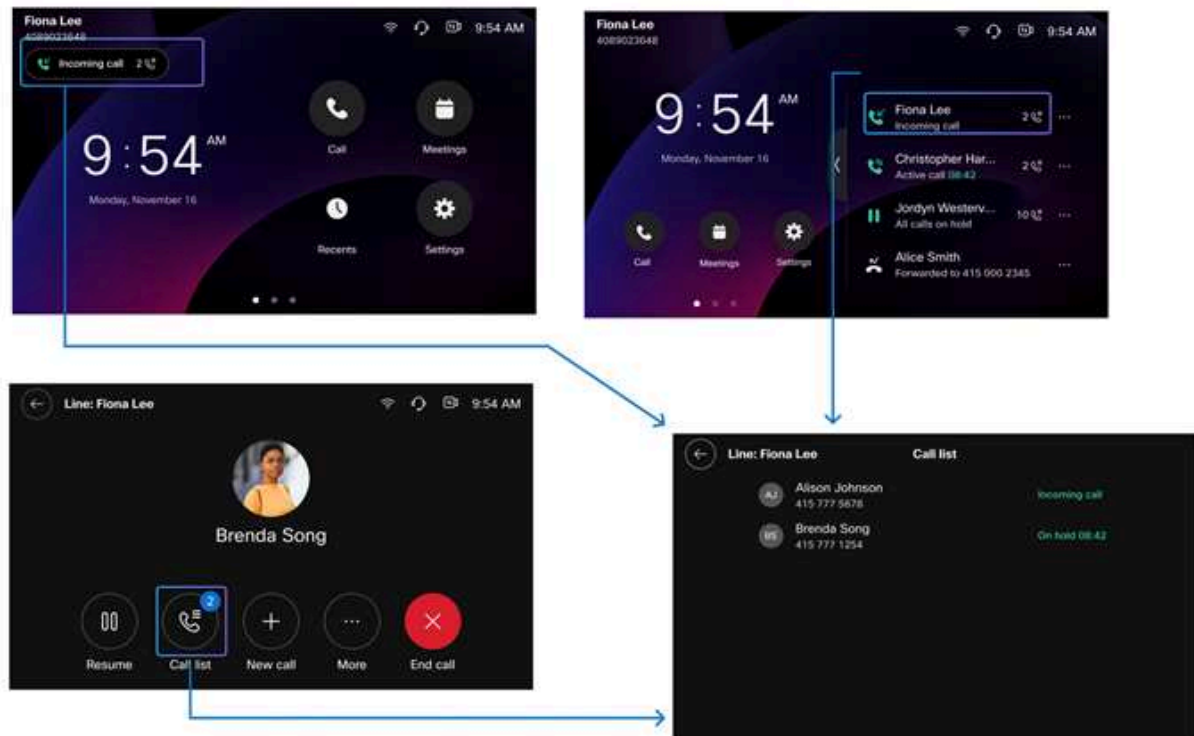 Fiona Lee
4089023648
9:54 AM
Incoming call 2
9:54 AM
Monday, November 16
Call
Meetings
Recents
Settings
Fiona Lee
4089023648
9:54 AM
9:54 AM
Monday, November 16
Call
Meetings
Settings
Fiona Lee
Incoming call
2
Christopher Har...
Active call 08:42
2
Jordyn Westerv...
All calls on hold
10
Alice Smith
Forwarded to 415 000 2345
Line: Fiona Lee
9:54 AM
Brenda Song
2
Resume
Call list
New call
More
End call
Line: Fiona Lee
Call list
AJ
Alison Johnson
415 777 5678
Incoming call
BS
Brenda Song
415 777 1254
On hold 08:42